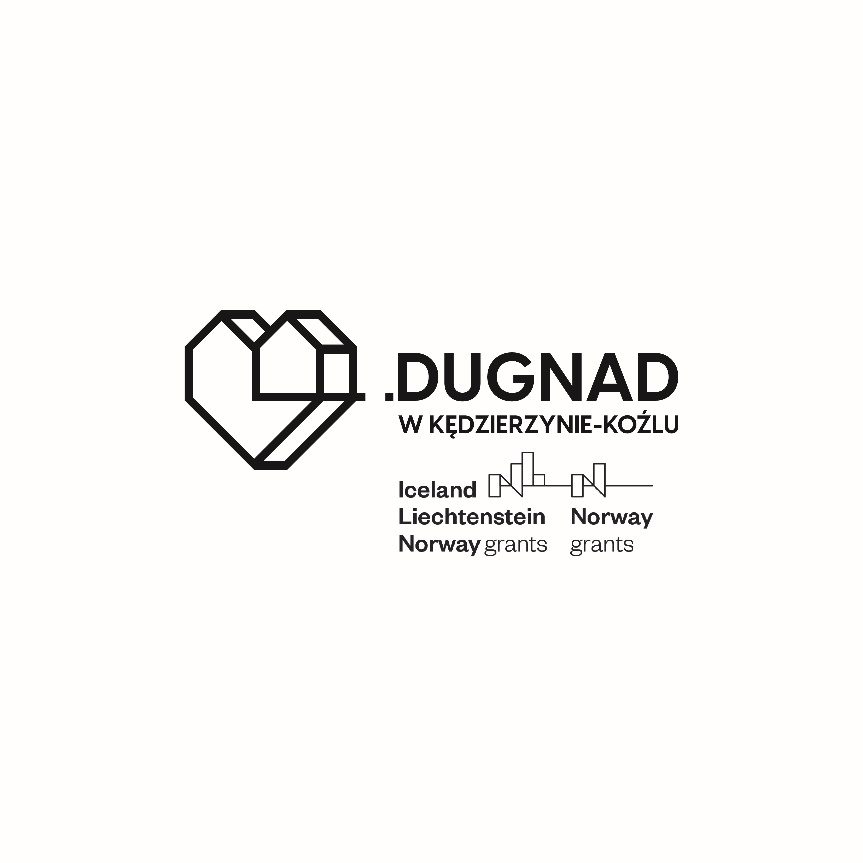 .DUGNAD
W KĘDZIERZYNIE-KOŹLU
Iceland
Liechtenstein
Norway grants
Norway
grants